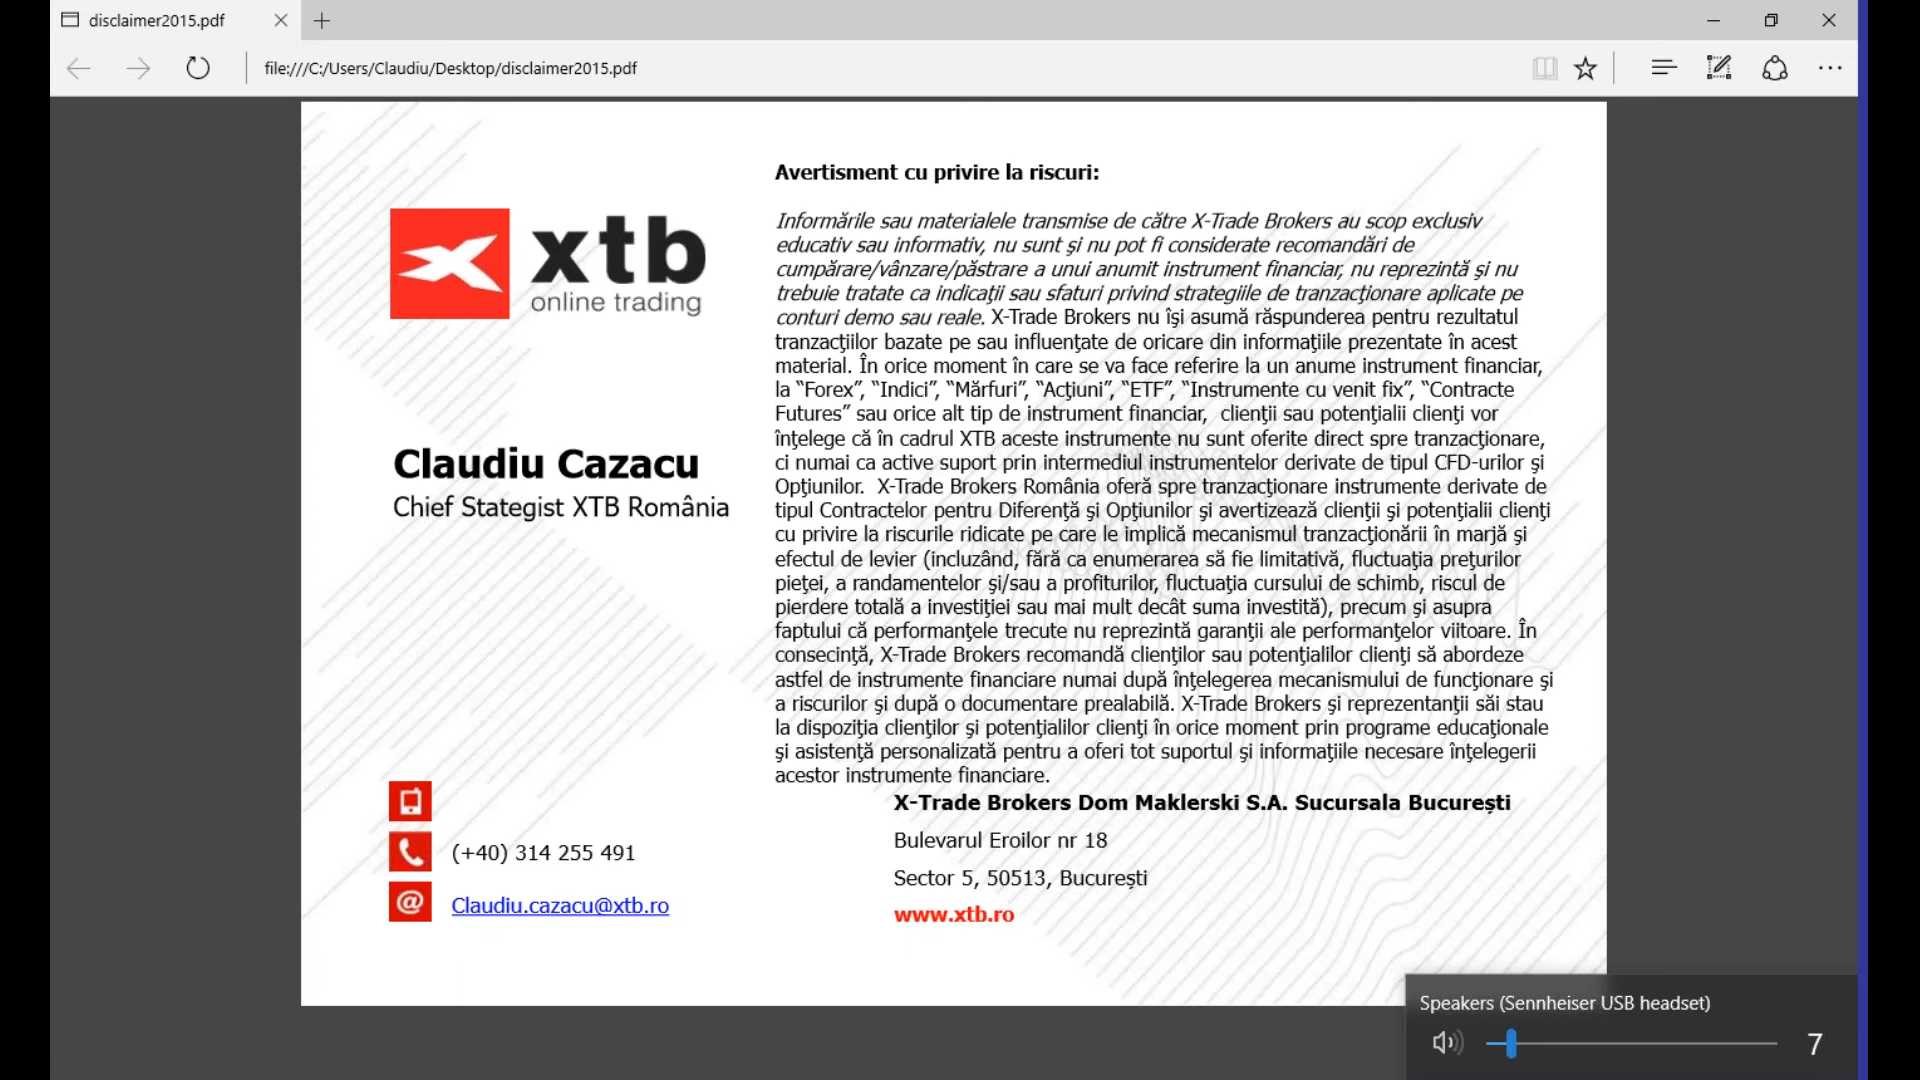 disclaimer2015.pdf
file:///C:/Users/Claudiu/Desktop/disclaimer2015.pdf
xtb
online trading
Claudiu Cazacu
Chief Stategist XTB România
(+40) 314 255 491
Claudiu.cazacu@xtb.ro
Avertisment cu privire la riscuri:
Informările sau materialele transmise de către X-Trade Brokers au scop exclusiv
educativ sau informativ, nu sunt şi nu pot fi considerate recomandări de
cumpărare/vânzare/păstrare a unui anumit instrument financiar, nu reprezintă şi nu
trebuie tratate ca indicaţii sau sfaturi privind strategiile de tranzacţionare aplicate pe
conturi demo sau reale. X-Trade Brokers nu îşi asumă răspunderea pentru rezultatul
tranzacţiilor bazate pe sau influenţate de oricare din informaţiile prezentate în acest
material. În orice moment în care se va face referire la un anume instrument financiar,
la “Forex”, “Indici”, “Mărfuri”, “Acţiuni”, “ETF”, “Instrumente cu venit fix”, “Contracte
Futures” sau orice alt tip de instrument financiar, clienţii sau potenţialii clienţi vor
înţelege că în cadrul XTB aceste instrumente nu sunt oferite direct spre tranzacţionare,
ci numai ca active suport prin intermediul instrumentelor derivate de tipul CFD-urilor şi
Opţiunilor. X-Trade Brokers România oferă spre tranzacţionare instrumente derivate de
tipul Contractelor pentru Diferenţă şi Opţiunilor şi avertizează clienţii şi potenţialii clienţi
cu privire la riscurile ridicate pe care le implică mecanismul tranzacţionării în marjă şi
efectul de levier (incluzând, fără ca enumerarea să fie limitativă, fluctuaţia preţurilor
pieţei, a randamentelor şi/sau a profiturilor, fluctuaţia cursului de schimb, riscul de
pierdere totală a investiţiei sau mai mult decât suma investită), precum şi asupra
faptului că performanţele trecute nu reprezintă garanţii ale performanţelor viitoare. În
consecinţă, X-Trade Brokers recomandă clienţilor sau potenţialilor clienţi să abordeze
astfel de instrumente financiare numai după înţelegerea mecanismului de funcţionare şi
a riscurilor şi după o documentare prealabilă. X-Trade Brokers şi reprezentanţii săi stau
la dispoziţia clienţilor şi potenţialilor clienţi în orice moment prin programe educaţionale
şi asistenţă personalizată pentru a oferi tot suportul şi informaţiile necesare înţelegerii
acestor instrumente financiare.
X-Trade Brokers Dom Maklerski S.A. Sucursala București
Bulevarul Eroilor nr 18
Sector 5, 50513, București
www.xtb.ro
Speakers (Sennheiser USB headset)
7